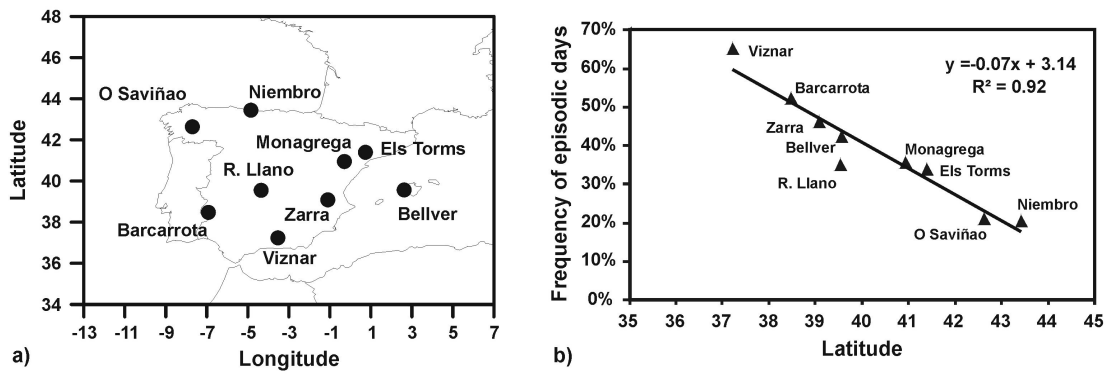 48
46
44
42
40
38
36
34
-13
-11
-9
-7
-5
-3
-1
1
3
5
7
Latitude
Longitude
O Saviñao
Niembro
Monagrega
Els Torms
R. Llano
Zarra
Bellver
Barcarrota
Viznar
a)
70%
60%
50%
40%
30%
20%
10%
0%
35
36
37
38
39
40
41
42
43
44
45
Frequency of episodic days
Latitude
Viznar
y =-0.07x + 3.14
R² = 0.92
Barcarrota
Zarra
Bellver
R. Llano
Monagrega
Els Torms
Niembro
O Saviñao
b)